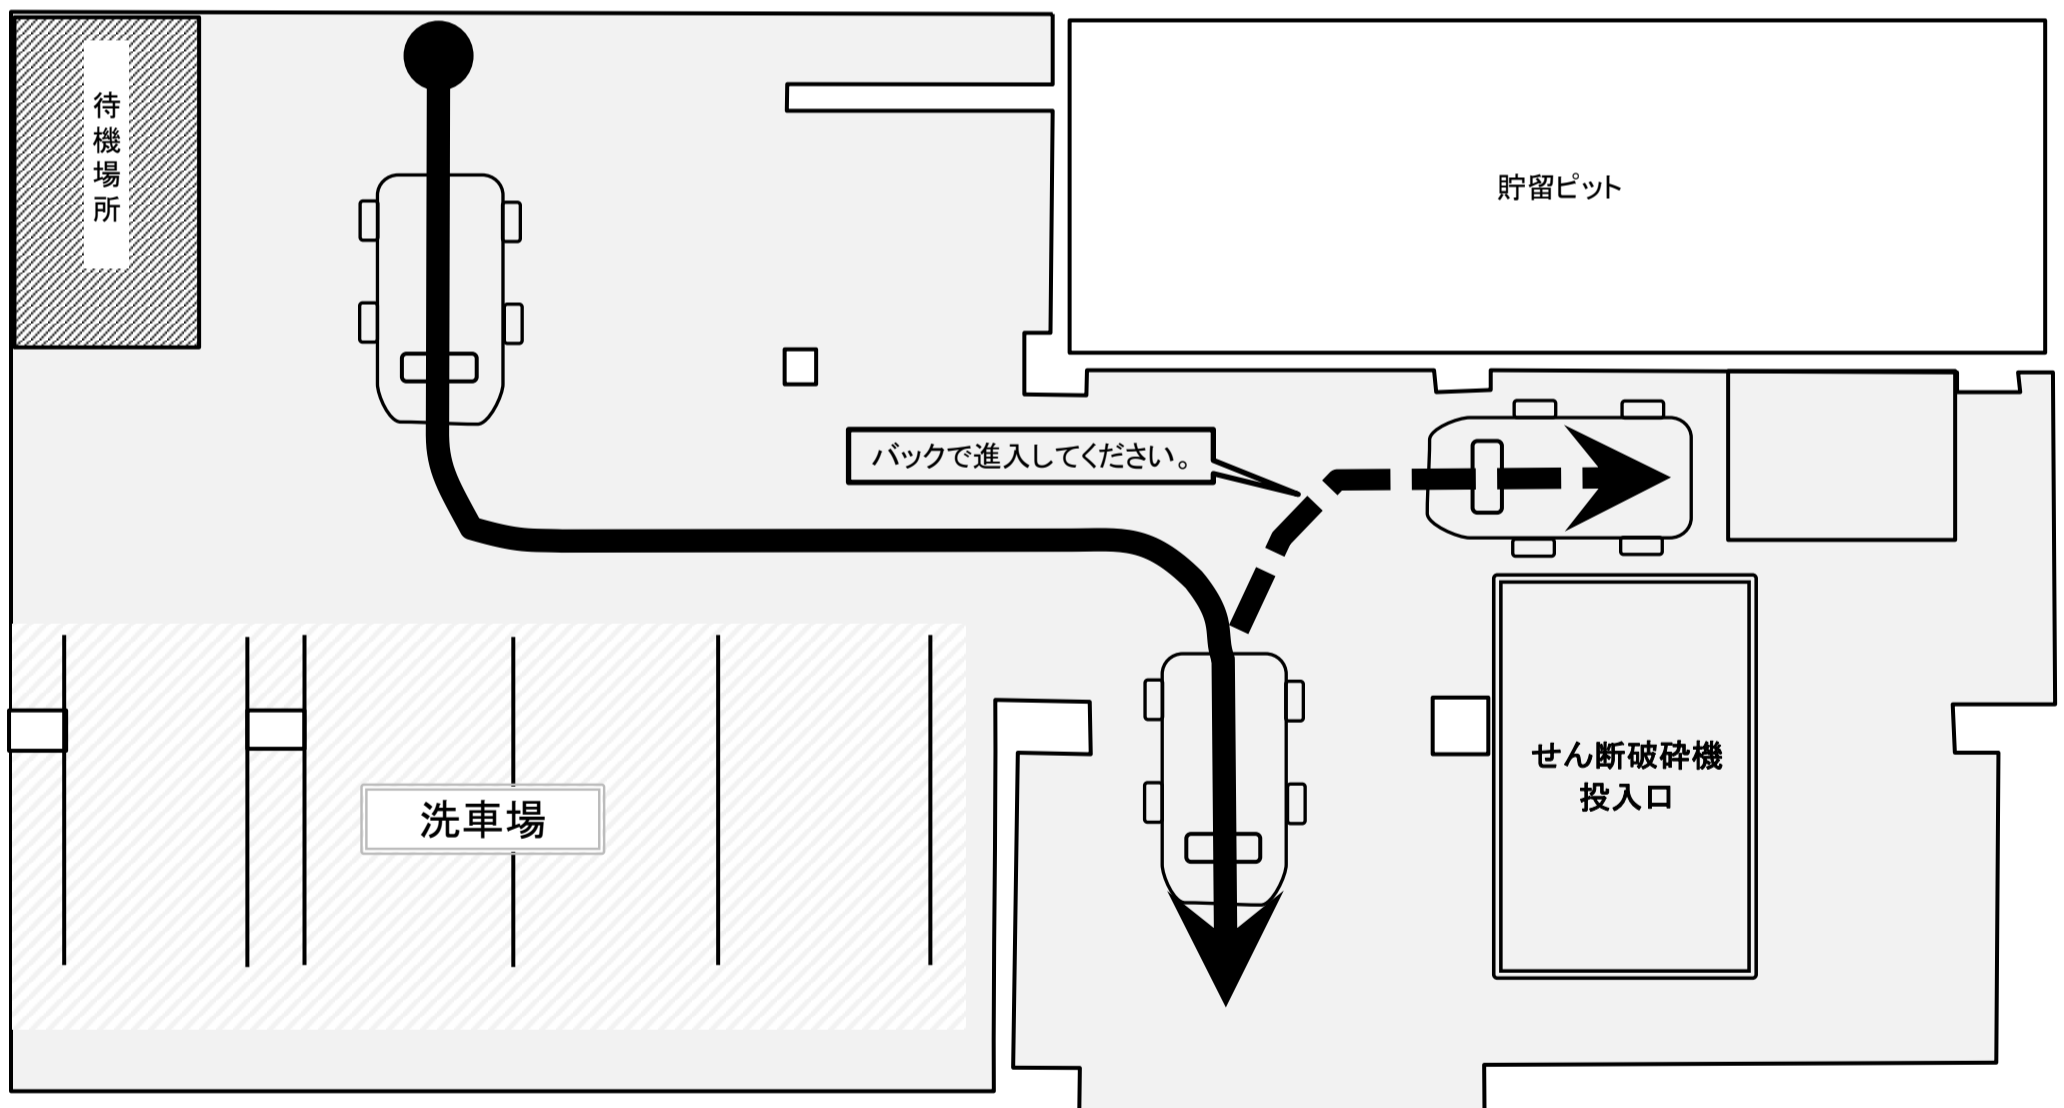 待機場所
貯留ピット
バックで進入してください。
せん断破砕機
投入口
洗車場